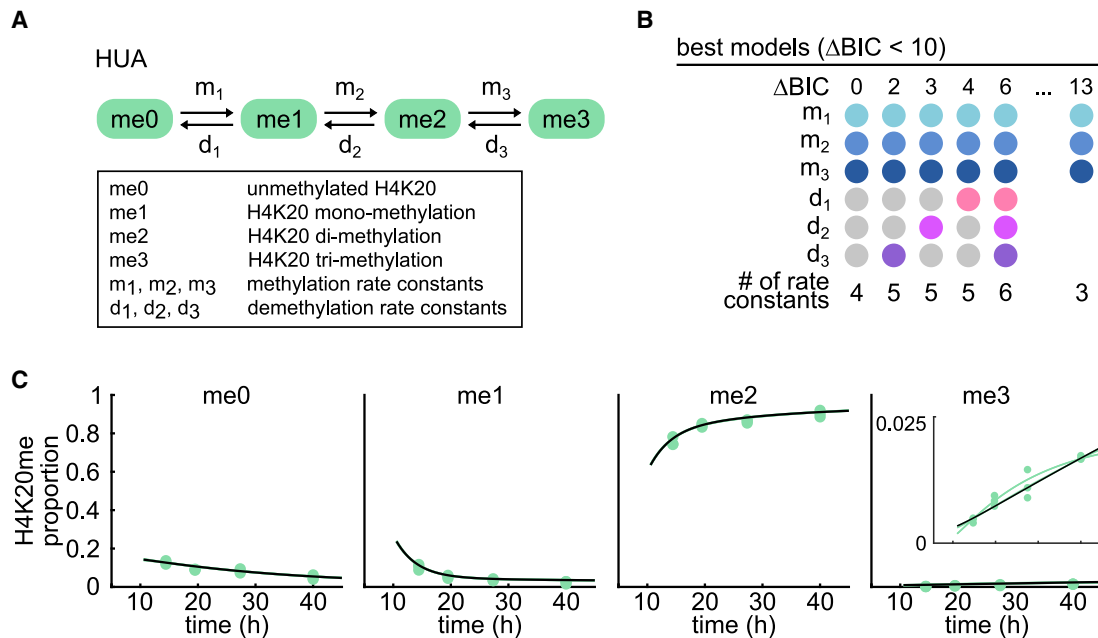 A
HUA
m1 m2 m3
me0 me1 me2 me3
d1 d2 d3
me0 unmethylated H4K20
me1 H4K20 mono-methylation
me2 H4K20 di-methylation
me3 H4K20 tri-methylation
m1, m2, m3 methylation rate constants
d1, d2, d3 demethylation rate constants
B
best models (ΔBIC < 10)
ΔBIC 0 2 3 4 6 ... 13
m1
m2
m3
d1
d2
d3
# of rate
constants 4 5 5 5 6 3
C
me0 me1 me2 me3
H4K20me
proportion
1
0.8
0.6
0.4
0.2
0
0.025
0
10 20 30 40 10 20 30 40 10 20 30 40 10 20 30 40
time (h) time (h) time (h) time (h)